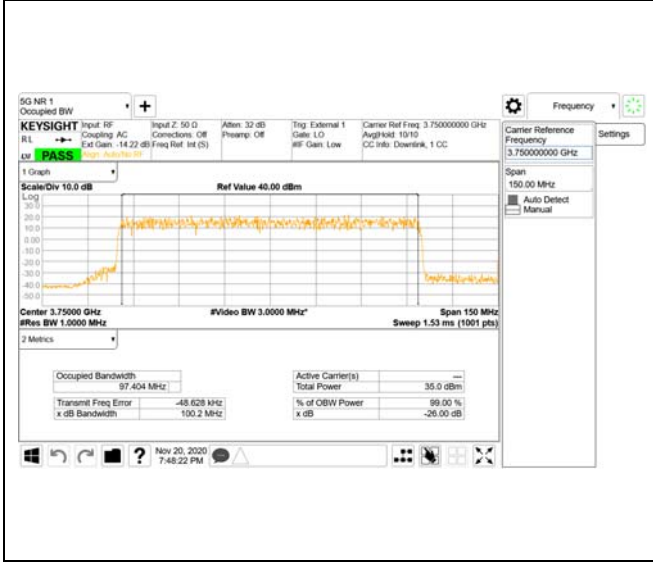 5G NR 1
Occupied BW
Frequency
KEYSIGHT
R L
PASS
Input: RF
Coupling: AC
Ext Gain: -14.22 dB
Align: Auto/No RF
Input Z: 50 Ω
Corrections: Off
Freq Ref: Int (S)
Atten: 32 dB
Preamp: Off
Trig: External 1
Gate: LO
#IF Gain: Low
Carrier Ref Freq: 3.750000000 GHz
Avg|Hold: 10/10
CC Info: Downlink, 1 CC
Carrier Reference
Frequency
3.750000000 GHz
Settings
Span
150.00 MHz
Auto Detect
Manual
1 Graph
Scale/Div 10.0 dB
Ref Value 40.00 dBm
Log
30.0
20.0
10.0
0.00
-10.0
-20.0
-30.0
-40.0
-50.0
Center 3.75000 GHz
#Video BW 3.0000 MHz*
Span 150 MHz
#Res BW 1.0000 MHz
Sweep 1.53 ms (1001 pts)
2 Metrics
Occupied Bandwidth
97.404 MHz
Transmit Freq Error -48.628 kHz
x dB Bandwidth 100.2 MHz
Active Carrier(s) ---
Total Power 35.0 dBm
% of OBW Power 99.00 %
x dB -26.00 dB
?
Nov 20, 2020
7:48:22 PM